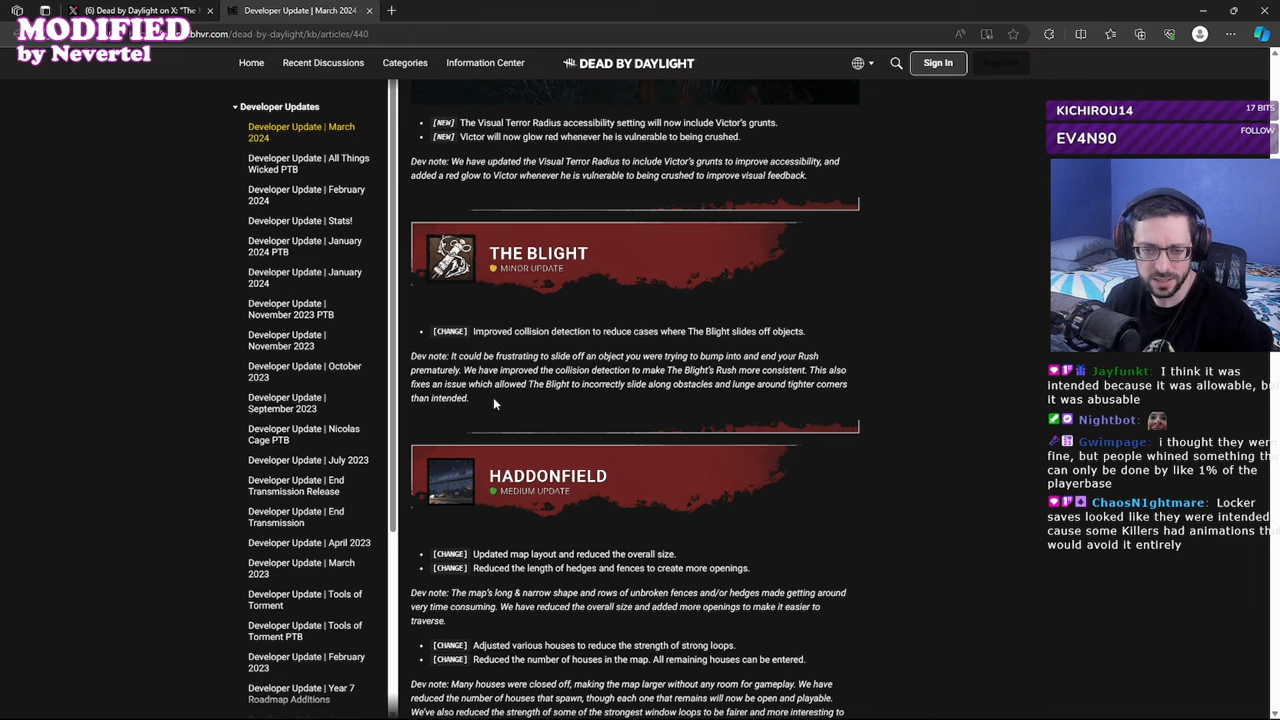 MODIFIED
by Nevertel
(6) Dead by Daylight on X: "The
Developer Update | March 2024
bhvr.com/dead-by-daylight/kb/articles/440
Home
Recent Discussions
Categories
Information Center
DEAD BY DAYLIGHT
Sign In
Register
Developer Updates
Developer Update | March
2024
Developer Update | All Things
Wicked PTB
Developer Update | February
2024
Developer Update | Stats!
Developer Update | January
2024 PTB
Developer Update | January
2024
Developer Update |
November 2023 PTB
Developer Update |
November 2023
Developer Update | October
2023
Developer Update |
September 2023
Developer Update | Nicolas
Cage PTB
Developer Update | July 2023
Developer Update | End
Transmission Release
Developer Update | End
Transmission
Developer Update | April 2023
Developer Update | March
2023
Developer Update | Tools of
Torment
Developer Update | Tools of
Torment PTB
Developer Update | February
2023
Developer Update | Year 7
Roadmap Additions
[NEW] The Visual Terror Radius accessibility setting will now include Victor's grunts.
[NEW] Victor will now glow red whenever he is vulnerable to being crushed.
Dev note: We have updated the Visual Terror Radius to include Victor's grunts to improve accessibility, and
added a red glow to Victor whenever he is vulnerable to being crushed to improve visual feedback.
THE BLIGHT
MINOR UPDATE
[CHANGE] Improved collision detection to reduce cases where The Blight slides off objects.
Dev note: It could be frustrating to slide off an object you were trying to bump into and end your Rush
prematurely. We have improved the collision detection to make The Blight's Rush more consistent. This also
fixes an issue which allowed The Blight to incorrectly slide along obstacles and lunge around tighter corners
than intended.
HADDONFIELD
MEDIUM UPDATE
[CHANGE] Updated map layout and reduced the overall size.
[CHANGE] Reduced the length of hedges and fences to create more openings.
Dev note: The map's long & narrow shape and rows of unbroken fences and/or hedges made getting around
very time consuming. We have reduced the overall size and added more openings to make it easier to
traverse.
[CHANGE] Adjusted various houses to reduce the strength of strong loops.
[CHANGE] Reduced the number of houses in the map. All remaining houses can be entered.
Dev note: Many houses were closed off, making the map larger without any room for gameplay. We have
reduced the number of houses that spawn, though each one that remains will now be open and playable.
We've also reduced the strength of some of the strongest window loops to be fairer and more interesting to
KICHIROU14
17 BITS
EV4N90
FOLLOW
Jayfunkt: I think it was
intended because it was allowable, but
it was abusable
Nightbot:
Gwimpage: i thought they were
fine, but people whined something that
can only be done by like 1% of the
playerbase
ChaosN1ghtmare: Locker
saves looked like they were intended
cause some Killers had animations that
would avoid it entirely